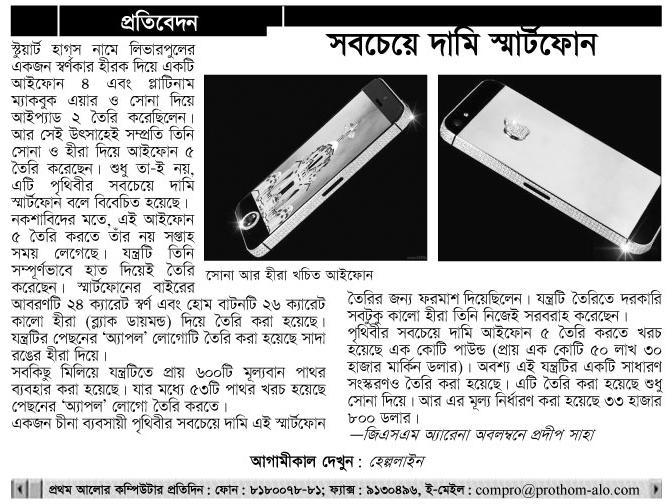 প্রতিবেদন
সবচেয়ে দামি স্মার্টফোন
স্টুয়ার্ট হাগস নামে লিভারপুলের
একজন স্বর্ণকার হীরক দিয়ে একটি
আইফোন ৪ এবং প্লাটিনাম
ম্যাকবুক এয়ার ও সোনা দিয়ে
আইপ্যাড ২ তৈরি করেছিলেন।
আর সেই উৎসাহেই সম্প্রতি তিনি
সোনা ও হীরা দিয়ে আইফোন ৫
তৈরি করেছেন। শুধু তা-ই নয়,
এটি পৃথিবীর সবচেয়ে দামি
স্মার্টফোন বলে বিবেচিত হয়েছে।
নকশাবিদের মতে, এই আইফোন
৫ তৈরি করতে তাঁর নয় সপ্তাহ
সময় লেগেছে। যন্ত্রটি তিনি
সম্পূর্ণভাবে হাত দিয়েই তৈরি
করেছেন। স্মার্টফোনের বাইরের
আবরণটি ২৪ ক্যারেট স্বর্ণ এবং হোম বাটনটি ২৬ ক্যারেট
কালো হীরা (ব্ল্যাক ডায়মন্ড) দিয়ে তৈরি করা হয়েছে।
যন্ত্রটির পেছনের ‘অ্যাপল’ লোগোটি তৈরি করা হয়েছে সাদা
রঙের হীরা দিয়ে।
সবকিছু মিলিয়ে যন্ত্রটিতে প্রায় ৬০০টি মূল্যবান পাথর
ব্যবহার করা হয়েছে। যার মধ্যে ৫৩টি পাথর খরচ হয়েছে
পেছনের ‘অ্যাপল’ লোগো তৈরি করতে।
একজন চীনা ব্যবসায়ী পৃথিবীর সবচেয়ে দামি এই স্মার্টফোন
সোনা আর হীরা খচিত আইফোন
তৈরির জন্য ফরমাশ দিয়েছিলেন। যন্ত্রটি তৈরিতে দরকারি
সবটুকু কালো হীরা তিনি নিজেই সরবরাহ করেছেন।
পৃথিবীর সবচেয়ে দামি আইফোন ৫ তৈরি করতে খরচ
হয়েছে এক কোটি পাউন্ড (প্রায় এক কোটি ৫০ লাখ ৩০
হাজার মার্কিন ডলার)। অবশ্য এই যন্ত্রটির একটি সাধারণ
সংস্করণও তৈরি করা হয়েছে। এটি তৈরি করা হয়েছে শুধু
সোনা দিয়ে। আর এর মূল্য নির্ধারণ করা হয়েছে ৩৩ হাজার
৮০০ ডলার।
—জিএসএম অ্যারেনা অবলম্বনে প্রদীপ সাহা
আগামীকাল দেখুন : হেল্পলাইন
প্রথম আলোর কম্পিউটার প্রতিদিন : ফোন : ৮১৮০০৭৮-৮১; ফ্যাক্স : ৯১৩০৪৯৬, ই-মেইল : compro@prothom-alo.com